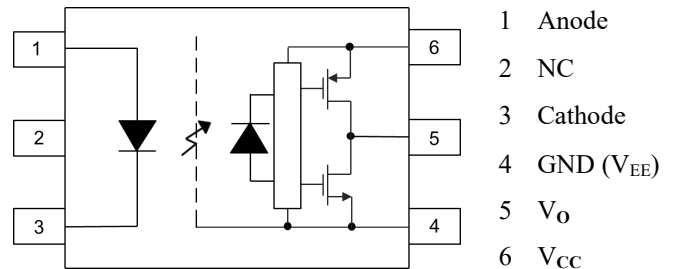 1
2
3
6
5
4
1 Anode
2 NC
3 Cathode
4 GND (VEE)
5 VO
6 VCC